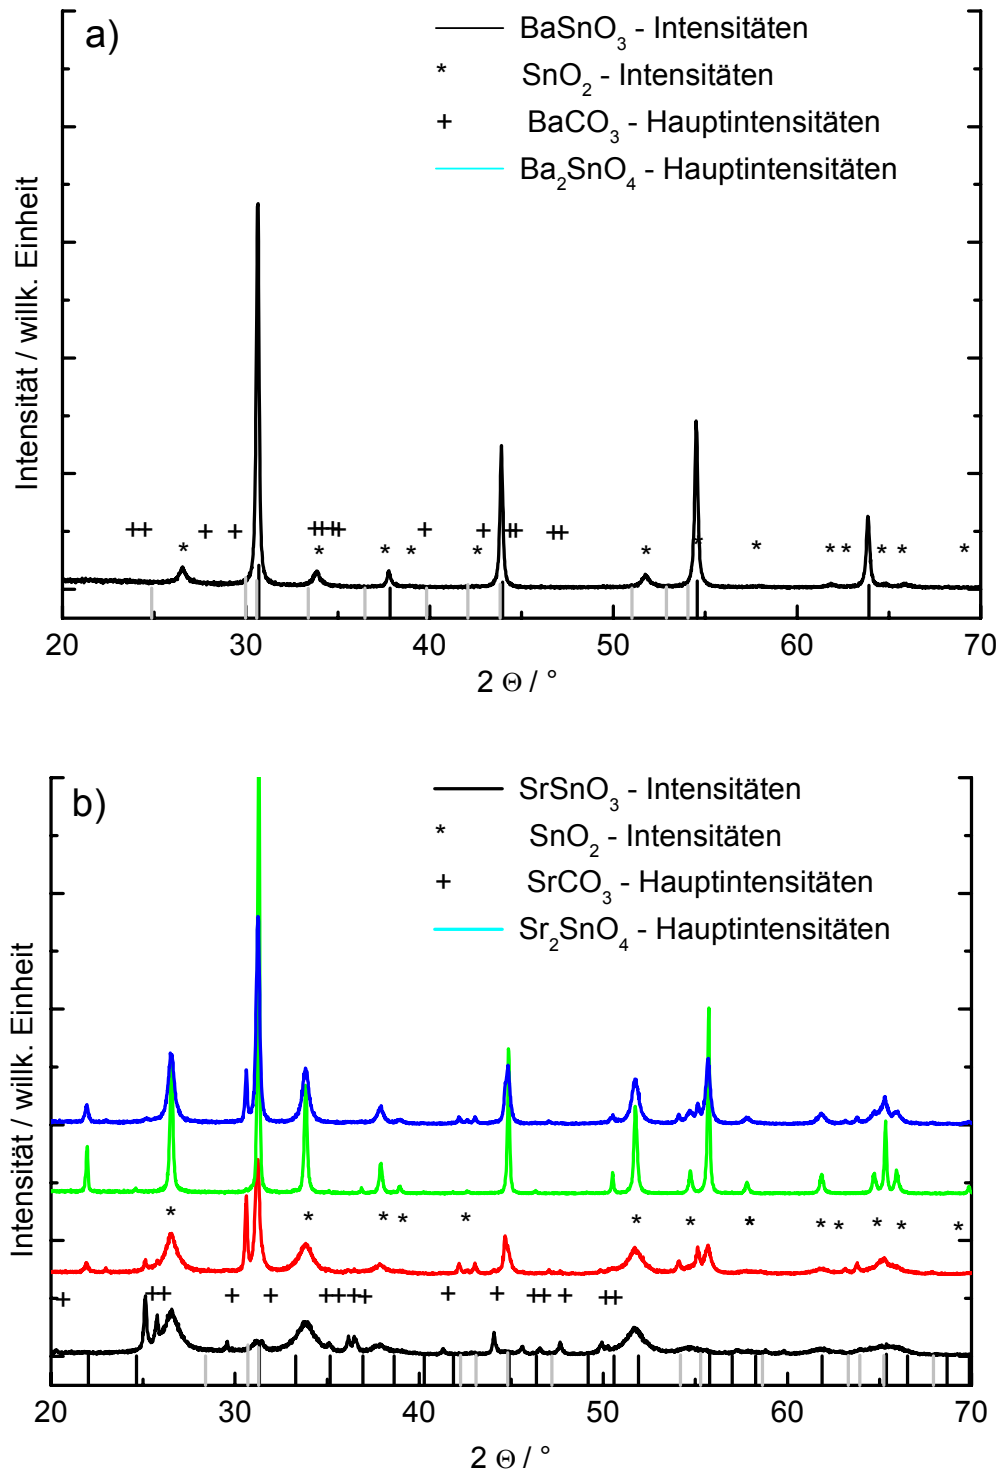 a)
BaSnO₃ - Intensitäten
* SnO₂ - Intensitäten
+ BaCO₃ - Hauptintensitäten
Ba₂SnO₄ - Hauptintensitäten
Intensität / willk. Einheit
20 30 40 50 60 70
2 Θ / °
b)
SrSnO₃ - Intensitäten
* SnO₂ - Intensitäten
+ SrCO₃ - Hauptintensitäten
Sr₂SnO₄ - Hauptintensitäten
Intensität / willk. Einheit
20 30 40 50 60 70
2 Θ / °